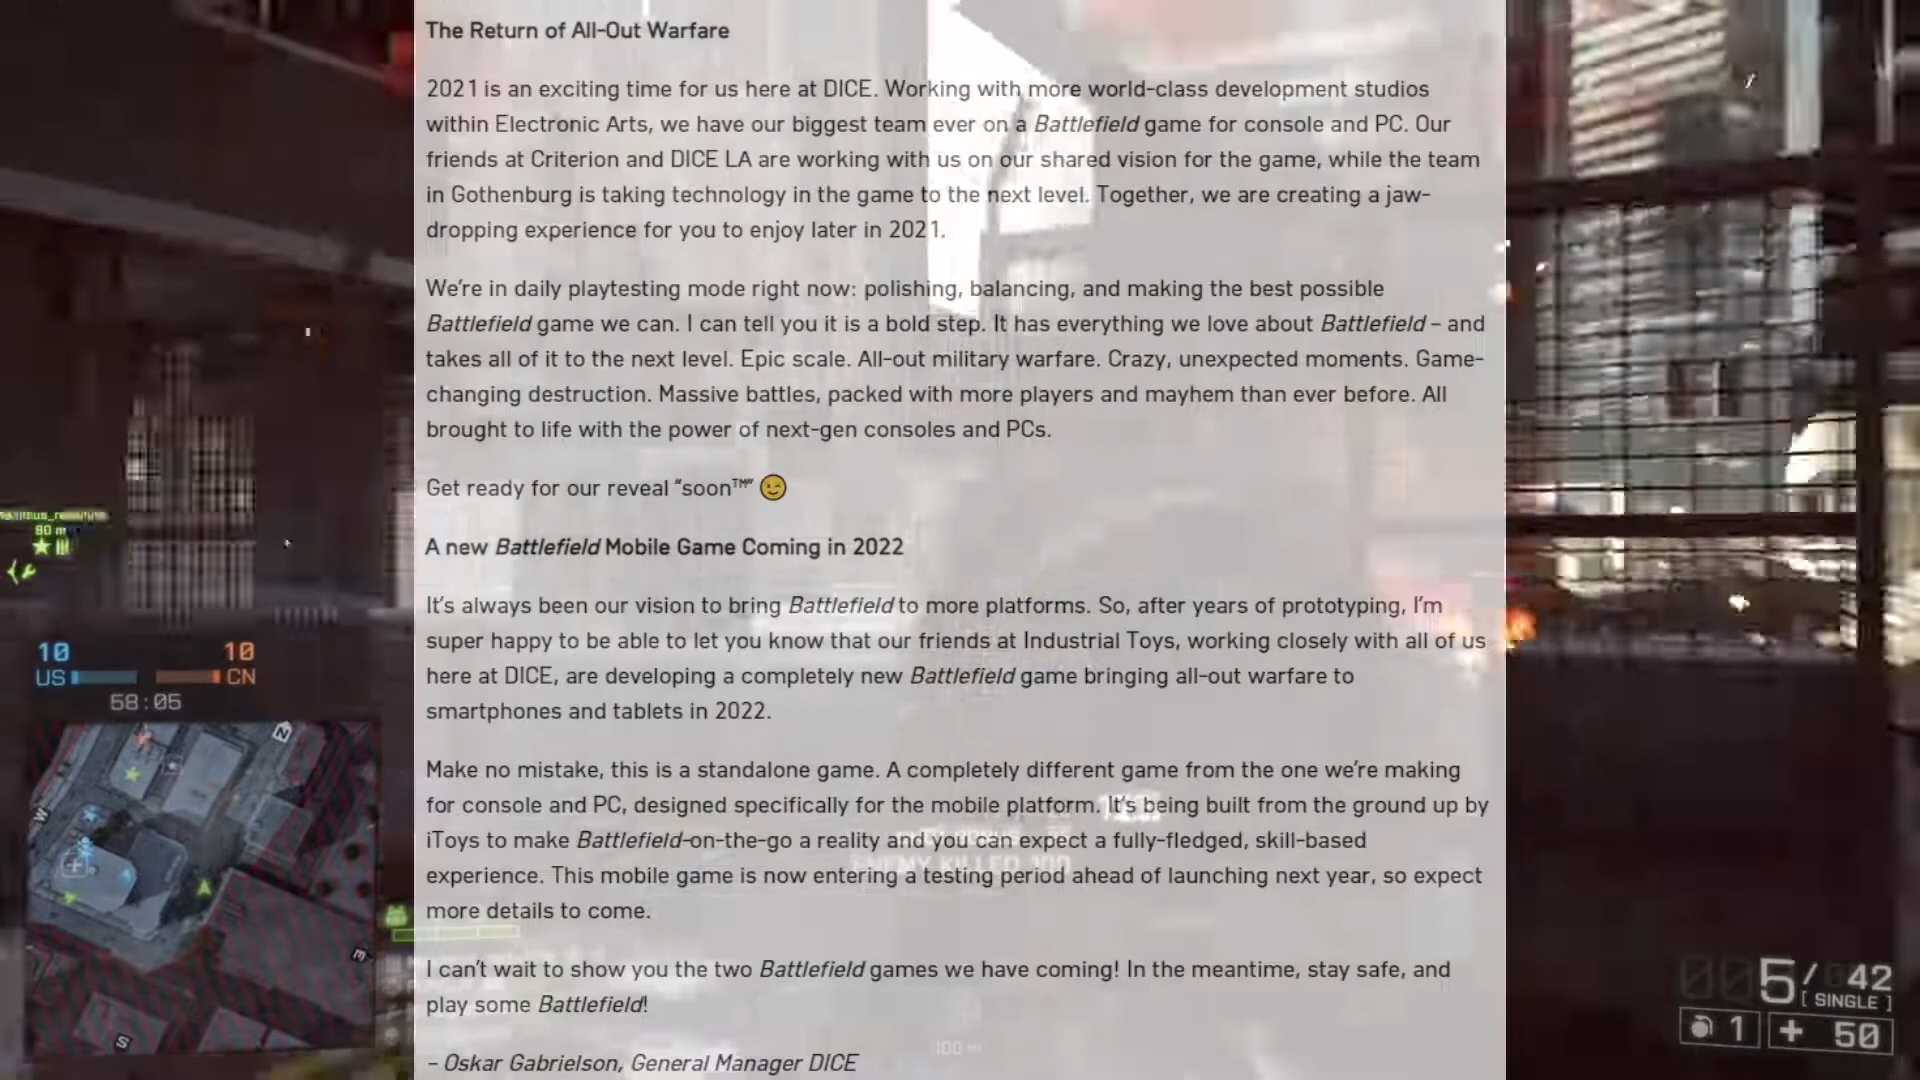 The Return of All-Out Warfare
2021 is an exciting time for us here at DICE. Working with more world-class development studios
within Electronic Arts, we have our biggest team ever on a Battlefield game for console and PC. Our
friends at Criterion and DICE LA are working with us on our shared vision for the game, while the team
in Gothenburg is taking technology in the game to the next level. Together, we are creating a jaw-
dropping experience for you to enjoy later in 2021.
We're in daily playtesting mode right now: polishing, balancing, and making the best possible
Battlefield game we can. I can tell you it is a bold step. It has everything we love about Battlefield – and
takes all of it to the next level. Epic scale. All-out military warfare. Crazy, unexpected moments. Game-
changing destruction. Massive battles, packed with more players and mayhem than ever before. All
brought to life with the power of next-gen consoles and PCs.
Get ready for our reveal “soon™” 😉
A new Battlefield Mobile Game Coming in 2022
It's always been our vision to bring Battlefield to more platforms. So, after years of prototyping, I'm
super happy to be able to let you know that our friends at Industrial Toys, working closely with all of us
here at DICE, are developing a completely new Battlefield game bringing all-out warfare to
smartphones and tablets in 2022.
Make no mistake, this is a standalone game. A completely different game from the one we're making
for console and PC, designed specifically for the mobile platform. It's being built from the ground up by
iToys to make Battlefield-on-the-go a reality and you can expect a fully-fledged, skill-based
experience. This mobile game is now entering a testing period ahead of launching next year, so expect
more details to come.
I can't wait to show you the two Battlefield games we have coming! In the meantime, stay safe, and
play some Battlefield!
– Oskar Gabrielson, General Manager DICE
80 m
10 10
US CN
58:05
N
W
E
S
ENEMY KILLED 100
100 m
005/042
[ SINGLE ]
1 + 50